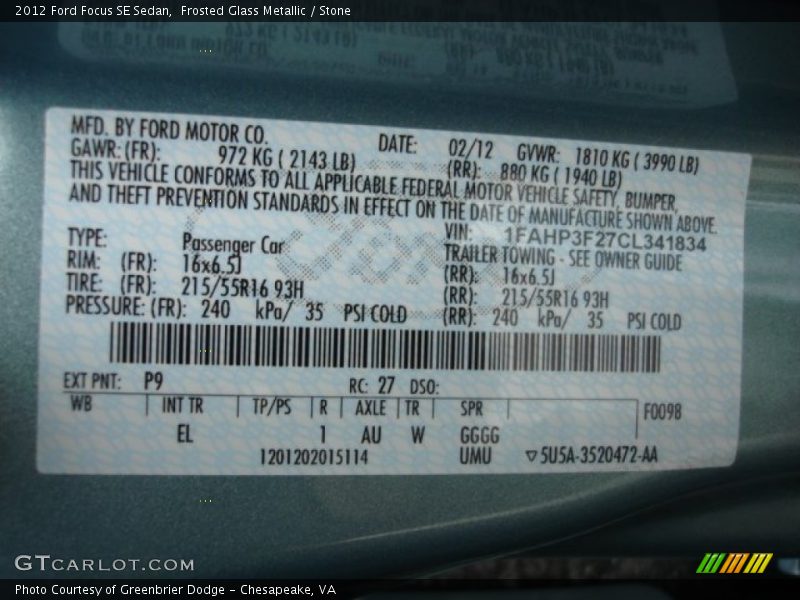 2012 Ford Focus SE Sedan,  Frosted Glass Metallic / Stone
MFD. BY FORD MOTOR CO. DATE: 02/12 GVWR: 1810 KG ( 3990 LB)
GAWR: (FR): 972 KG ( 2143 LB) (RR): 880 KG ( 1940 LB)
THIS VEHICLE CONFORMS TO ALL APPLICABLE FEDERAL MOTOR VEHICLE SAFETY, BUMPER,
AND THEFT PREVENTION STANDARDS IN EFFECT ON THE DATE OF MANUFACTURE SHOWN ABOVE.
VIN: 1FAHP3F27CL341834
TYPE: Passenger Car TRAILER TOWING - SEE OWNER GUIDE
RIM: (FR): 16x6.5J (RR): 16x6.5J
TIRE: (FR): 215/55R16 93H (RR): 215/55R16 93H
PRESSURE: (FR): 240 kPa/ 35 PSI COLD (RR): 240 kPa/ 35 PSI COLD
EXT PNT: P9 RC: 27 DSO:
WB INT TR TP/PS R AXLE TR SPR F0098
EL 1 AU W GGGG
1201202015114 UMU ▽5U5A-3520472-AA
GTCARLOT.COM
Photo Courtesy of Greenbrier Dodge – Chesapeake, VA